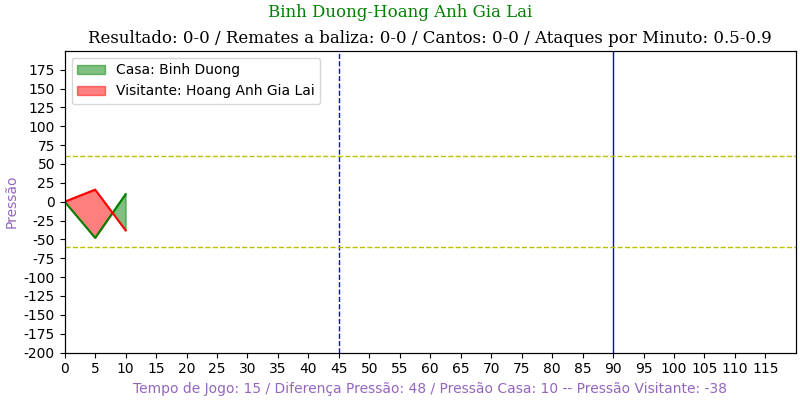 Binh Duong-Hoang Anh Gia Lai
Resultado: 0-0 / Remates a baliza: 0-0 / Cantos: 0-0 / Ataques por Minuto: 0.5-0.9
Casa: Binh Duong
Visitante: Hoang Anh Gia Lai
Pressão
175
150
125
100
75
50
25
0
-25
-50
-75
-100
-125
-150
-175
-200
0 5 10 15 20 25 30 35 40 45 50 55 60 65 70 75 80 85 90 95 100 105 110 115
Tempo de Jogo: 15 / Diferença Pressão: 48 / Pressão Casa: 10 -- Pressão Visitante: -38